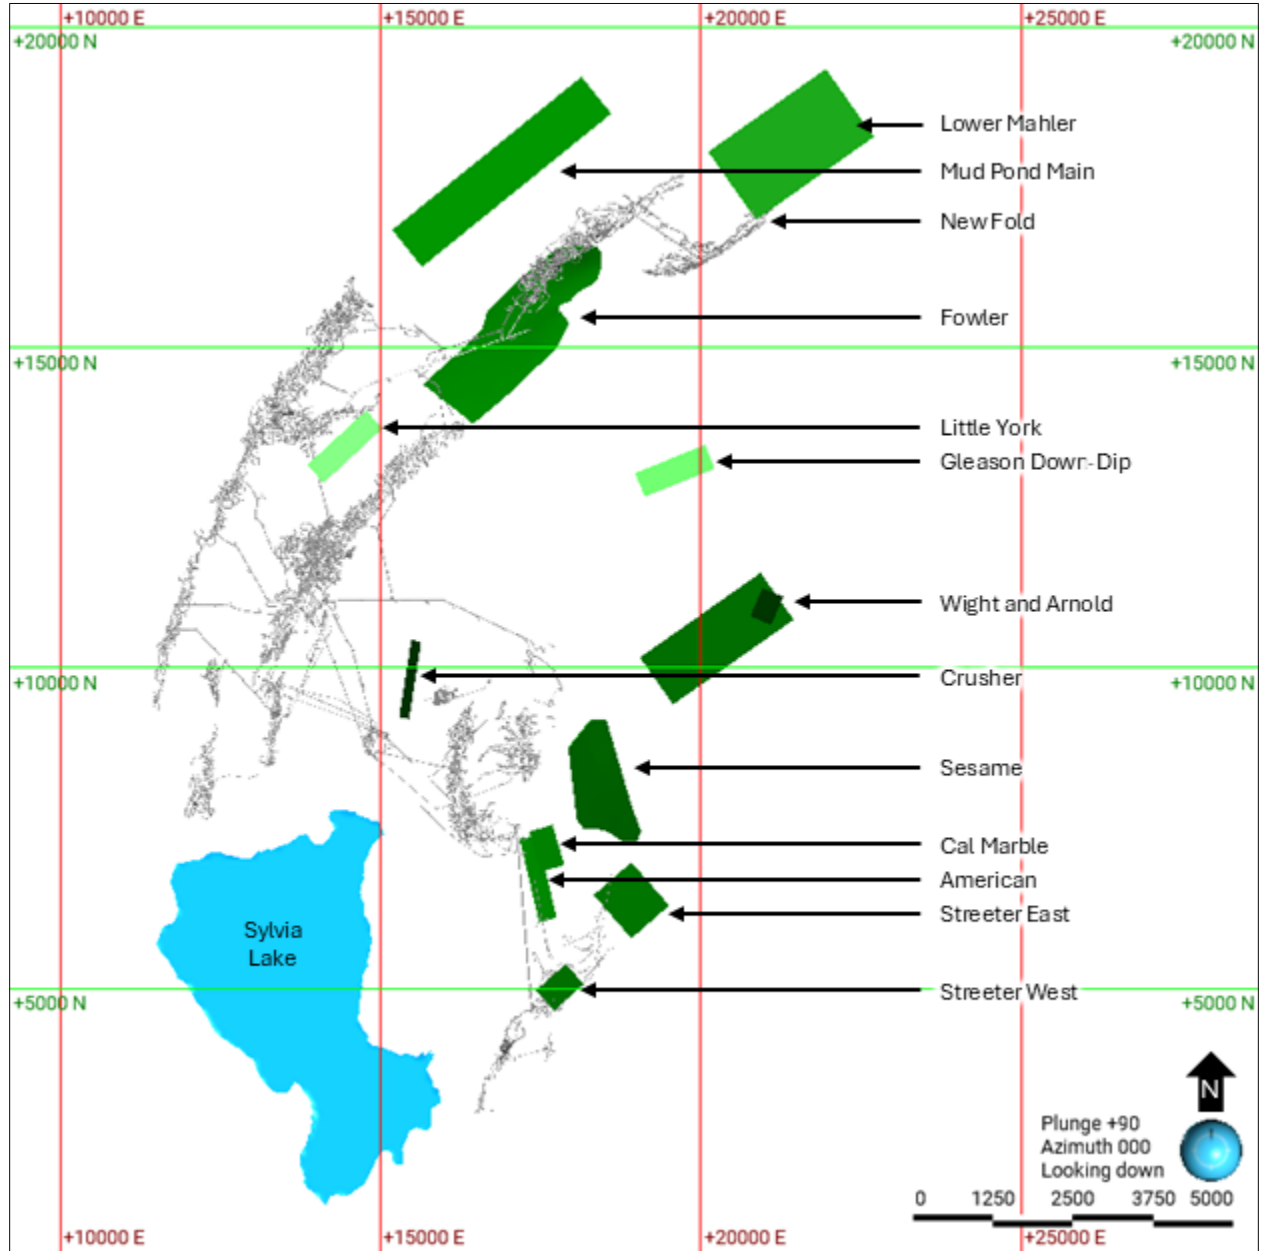 +10000 E +15000 E +20000 E +25000 E
+20000 N +20000 N
Lower Mahler
Mud Pond Main
New Fold
Fowler
+15000 N +15000 N
Little York
Gleason Down-Dip
Wight and Arnold
Crusher
+10000 N +10000 N
Sesame
Cal Marble
American
Streeter East
Sylvia
Lake
Streeter West
+5000 N +5000 N
N
Plunge +90
Azimuth 000
Looking down
0 1250 2500 3750 5000
+10000 E +15000 E +20000 E +25000 E